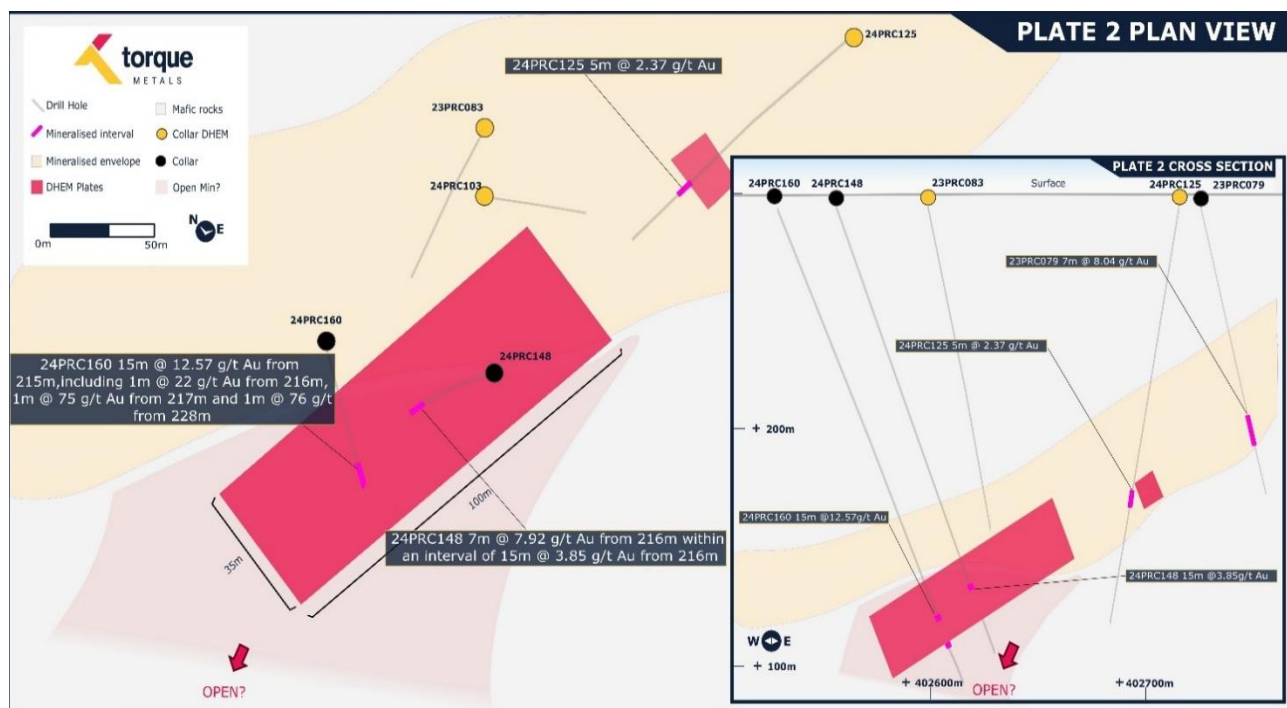 PLATE 2 PLAN VIEW
torque
METALS
Drill Hole
Mafic rocks
Mineralised interval
Collar DHEM
Mineralised envelope
Collar
DHEM Plates
Open Min?
0m
50m
N
E
24PRC125
24PRC125 5m @ 2.37 g/t Au
23PRC083
24PRC103
24PRC160
24PRC160 15m @ 12.57 g/t Au from
215m,including 1m @ 22 g/t Au from 216m,
1m @ 75 g/t Au from 217m and 1m @ 76 g/t
from 228m
24PRC148
100m
35m
24PRC148 7m @ 7.92 g/t Au from 216m within
an interval of 15m @ 3.85 g/t Au from 216m
OPEN?
PLATE 2 CROSS SECTION
24PRC160
24PRC148
23PRC083
Surface
24PRC125
23PRC079
23PRC079 7m @ 8.04 g/t Au
24PRC125 5m @ 2.37 g/t Au
+ 200m
24PRC160 15m @12.57g/t Au
24PRC148 15m @3.85g/t Au
W E
+ 100m
+ 402600m
OPEN?
+ 402700m